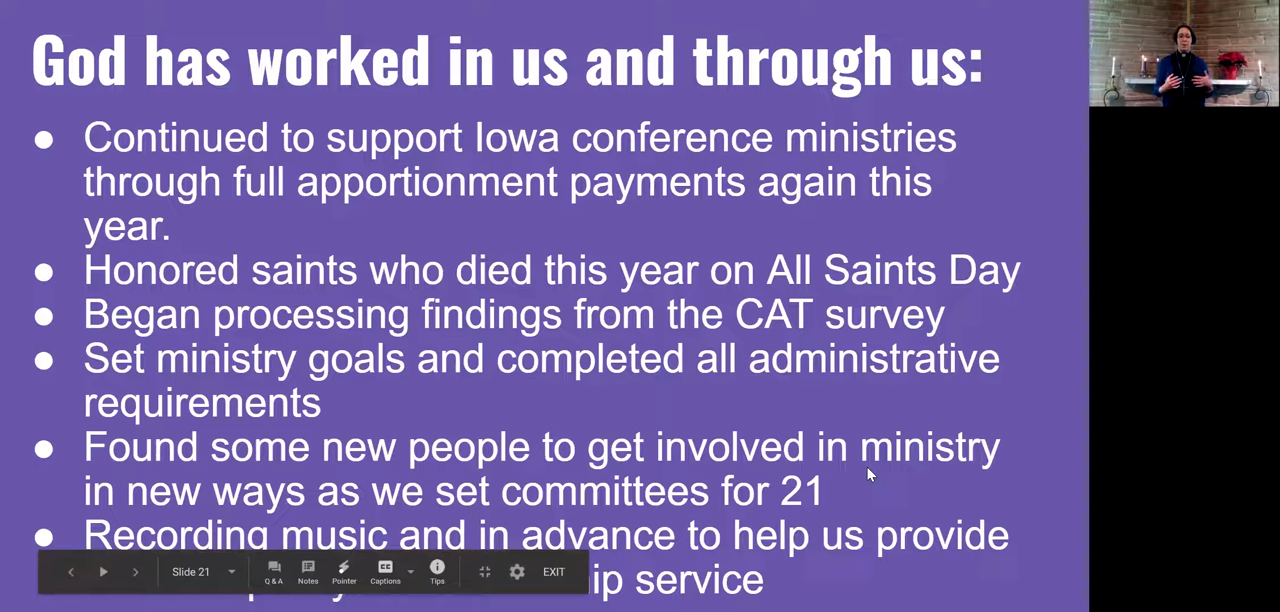 God has worked in us and through us:
● Continued to support Iowa conference ministries
through full apportionment payments again this
year.
● Honored saints who died this year on All Saints Day
● Began processing findings from the CAT survey
● Set ministry goals and completed all administrative
requirements
● Found some new people to get involved in ministry
in new ways as we set committees for 21
● Recording music and in advance to help us provide
service
Slide 21
Q & A Notes Pointer Captions Tips EXIT